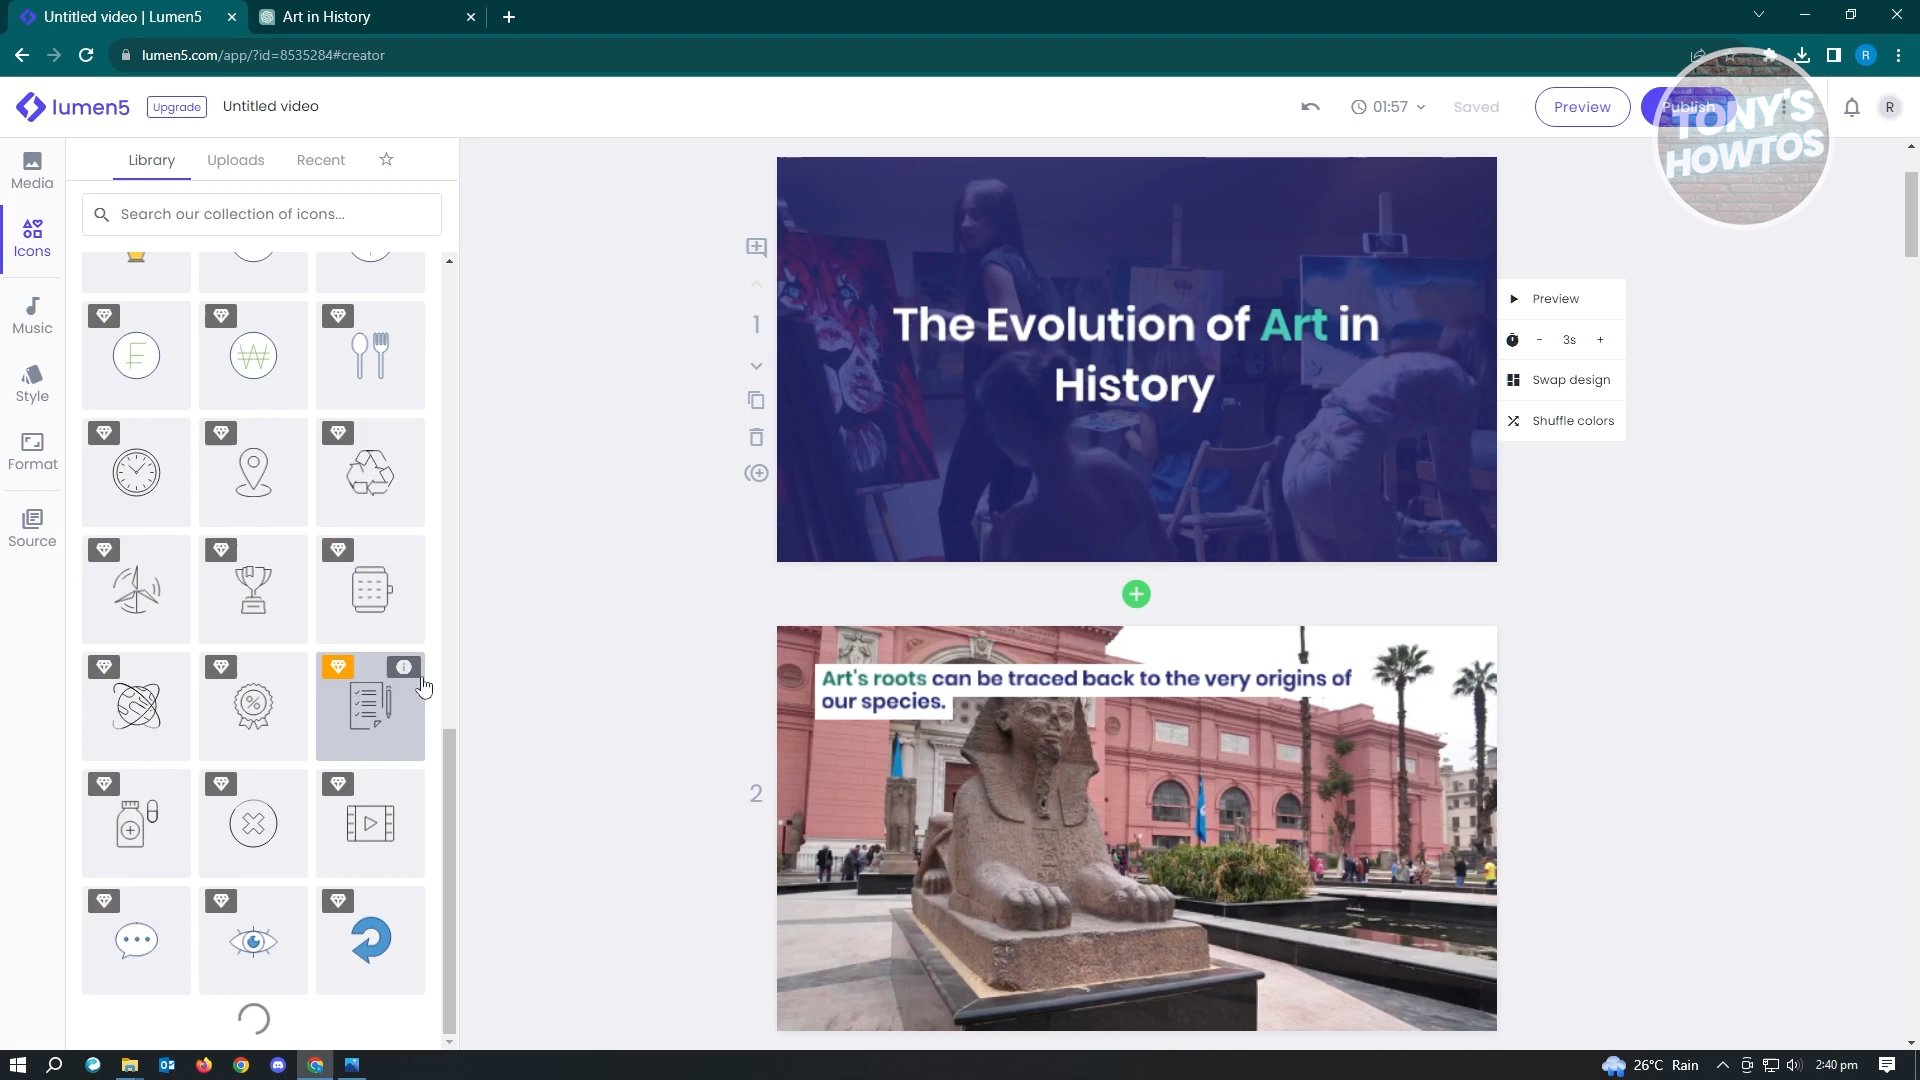 Untitled video | Lumen5
Art in History
lumen5.com/app/?id=8535284#creator
R
lumen5
Upgrade
Untitled video
01:57
Saved
Preview
Publish
R
TONY'S
HOWTOS
Media
Icons
Music
Style
Format
Source
Library
Uploads
Recent
Search our collection of icons...
1
The Evolution of Art in
History
Preview
- 3s +
Swap design
Shuffle colors
2
Art's roots can be traced back to the very origins of
our species.
26°C Rain
2:40 pm